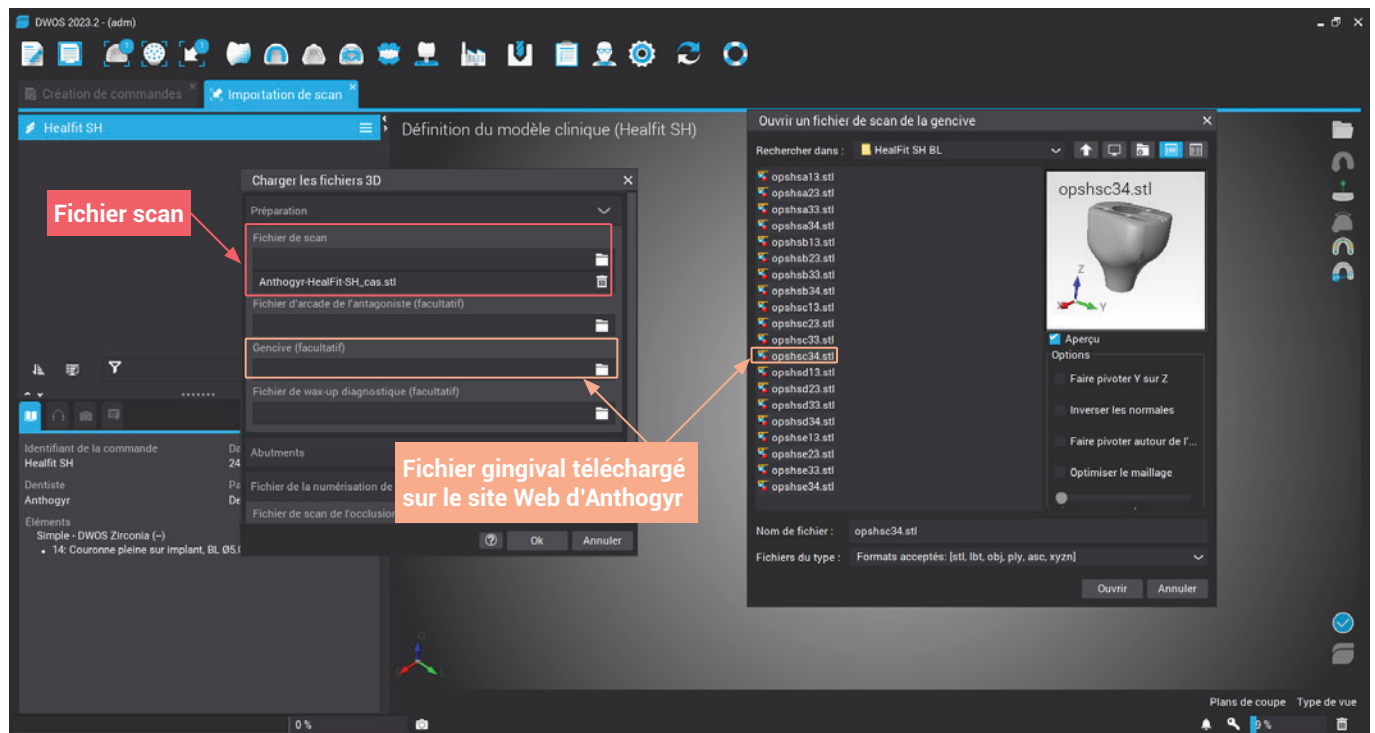 DWOS 2023.2 - (adm)
Création de commandes
Importation de scan
Healfit SH
Définition du modèle clinique (Healfit SH)
Fichier scan
Charger les fichiers 3D
Préparation
Fichier de scan
Anthogyr-HealFit-SH_cas.stl
Fichier d'arcade de l'antagoniste (facultatif)
Gencive (facultatif)
Fichier de wax-up diagnostique (facultatif)
Abutments
Fichier de la numérisation de
Fichier de scan de l'occlusion
Ok
Annuler
Fichier gingival téléchargé
sur le site Web d'Anthogyr
Identifiant de la commande
Healfit SH
24
Dentiste
Anthogyr
Éléments
Simple - DWOS Zirconia (–)
14: Couronne pleine sur implant, BL Ø5.
Ouvrir un fichier de scan de la gencive
Rechercher dans :
HealFit SH BL
opshsa13.stl
opshsa23.stl
opshsa33.stl
opshsa34.stl
opshsb13.stl
opshsb23.stl
opshsb33.stl
opshsb34.stl
opshsc13.stl
opshsc23.stl
opshsc33.stl
opshsc34.stl
opshsd13.stl
opshsd23.stl
opshsd33.stl
opshsd34.stl
opshse13.stl
opshse23.stl
opshse33.stl
opshse34.stl
opshsc34.stl
Z
X
Y
Aperçu
Options
Faire pivoter Y sur Z
Inverser les normales
Faire pivoter autour de l'...
Optimiser le maillage
Nom de fichier :
opshsc34.stl
Fichiers du type :
Formats acceptés: [stl, lbt, obj, ply, asc, xyzn]
Ouvrir
Annuler
Plans de coupe
Type de vue
0 %
9 %